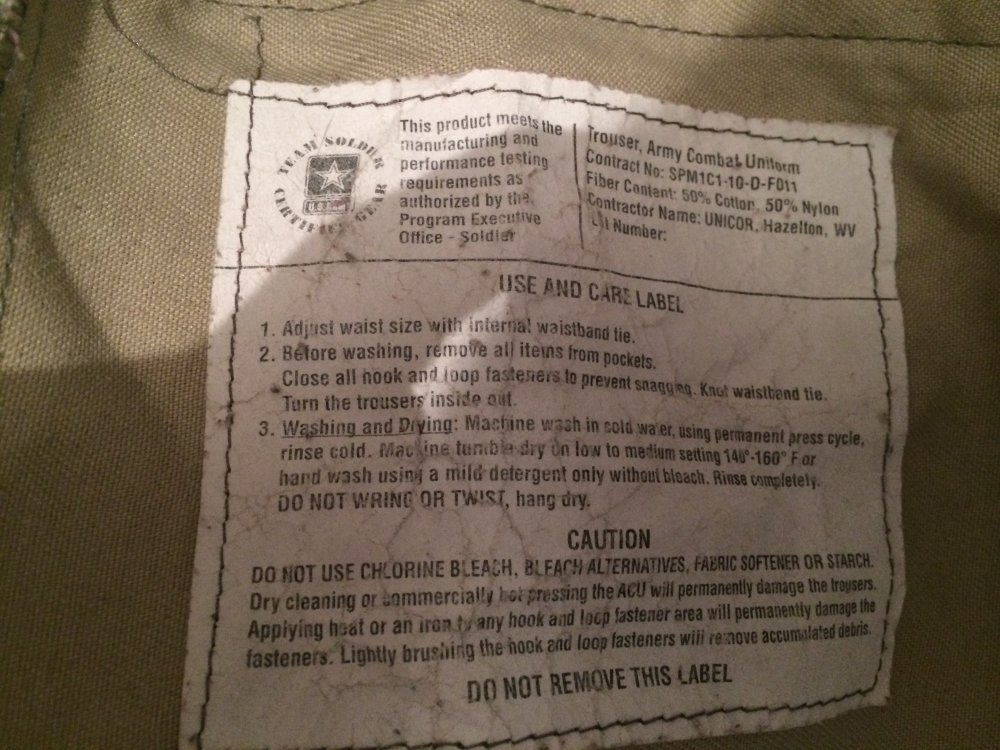 TEAM SOLDIER
CERTIFIED GEAR
U.S. ARMY
This product meets the
manufacturing and
performance testing
requirements as
authorized by the
Program Executive
Office - Soldier
Trouser, Army Combat Uniform
Contract No: SPM1C1-10-D-F011
Fiber Content: 50% Cotton, 50% Nylon
Contractor Name: UNICOR, Hazelton, WV
Lot Number:
USE AND CARE LABEL
1. Adjust waist size with internal waistband tie.
2. Before washing, remove all items from pockets.
Close all hook and loop fasteners to prevent snagging. Knot waistband tie.
Turn the trousers inside out.
3. Washing and Drying: Machine wash in cold water, using permanent press cycle,
rinse cold. Machine tumble dry on low to medium setting 140°-160° F or
hand wash using a mild detergent only without bleach. Rinse completely.
DO NOT WRING OR TWIST, hang dry.
CAUTION
DO NOT USE CHLORINE BLEACH, BLEACH ALTERNATIVES, FABRIC SOFTENER OR STARCH.
Dry cleaning or commercially hot pressing the ACU will permanently damage the trousers.
Applying heat or an iron to any hook and loop fastener area will permanently damage the
fasteners. Lightly brushing the hook and loop fasteners will remove accumulated debris.
DO NOT REMOVE THIS LABEL